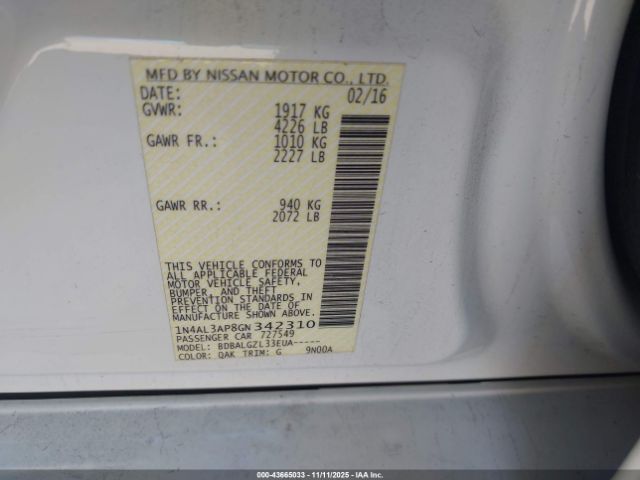 MFD BY NISSAN MOTOR CO., LTD.
DATE: 02/16
GVWR: 1917 KG
4226 LB
GAWR FR.: 1010 KG
2227 LB
GAWR RR.: 940 KG
2072 LB
THIS VEHICLE CONFORMS TO
ALL APPLICABLE FEDERAL
MOTOR VEHICLE SAFETY,
BUMPER, AND THEFT
PREVENTION STANDARDS IN
EFFECT ON THE DATE OF
MANUFACTURE SHOWN ABOVE.
1N4AL3AP8GN342310
PASSENGER CAR 727549
MODEL: BDBALGZL33EUA-----
COLOR: QAK TRIM: G 9N00A
000-43665033 - 11/11/2025 - IAAI.com